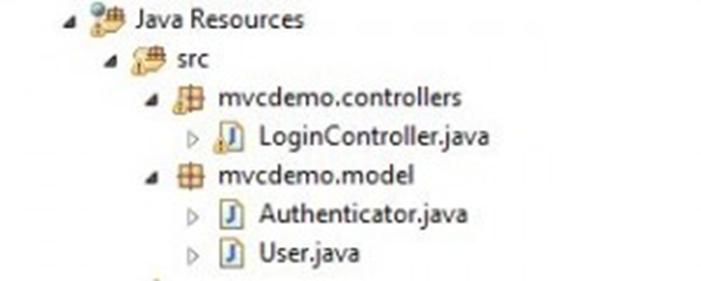 Java Resources
src
mvcdemo.controllers
LoginController.java
mvcdemo.model
Authenticator.java
User.java